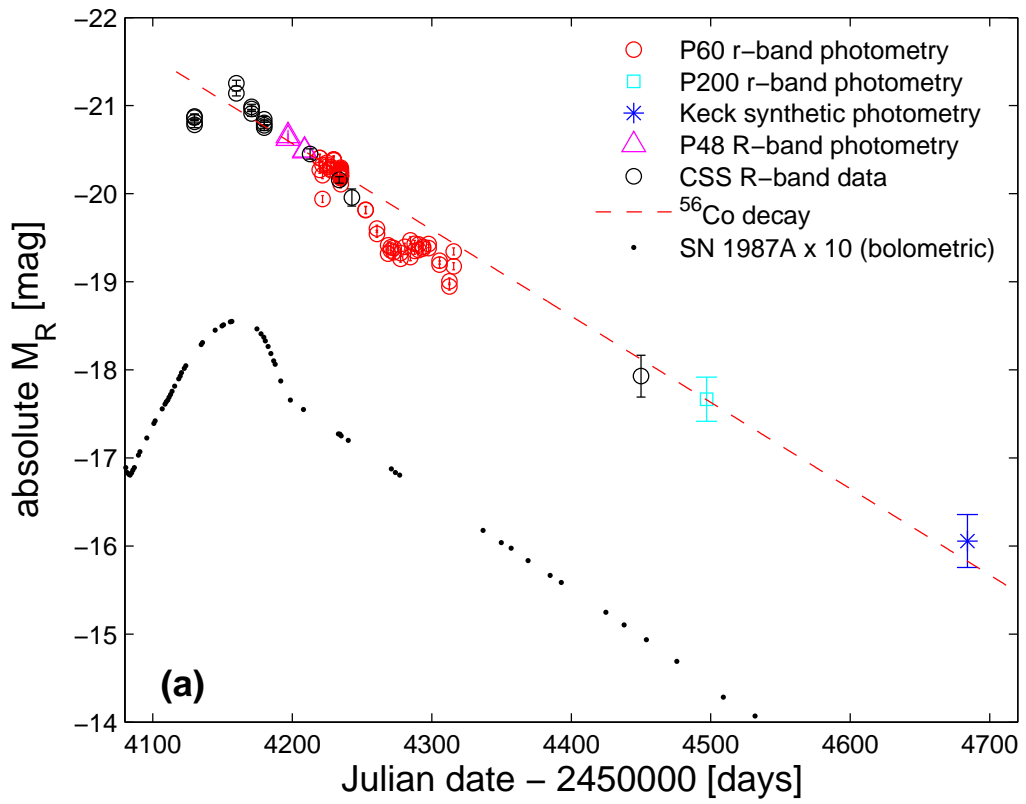 −22
−21
−20
−19
−18
−17
−16
−15
−14
absolute M_R [mag]
P60 r−band photometry
P200 r−band photometry
Keck synthetic photometry
P48 R−band photometry
CSS R−band data
⁵⁶Co decay
SN 1987A x 10 (bolometric)
(a)
4100 4200 4300 4400 4500 4600 4700
Julian date − 2450000 [days]